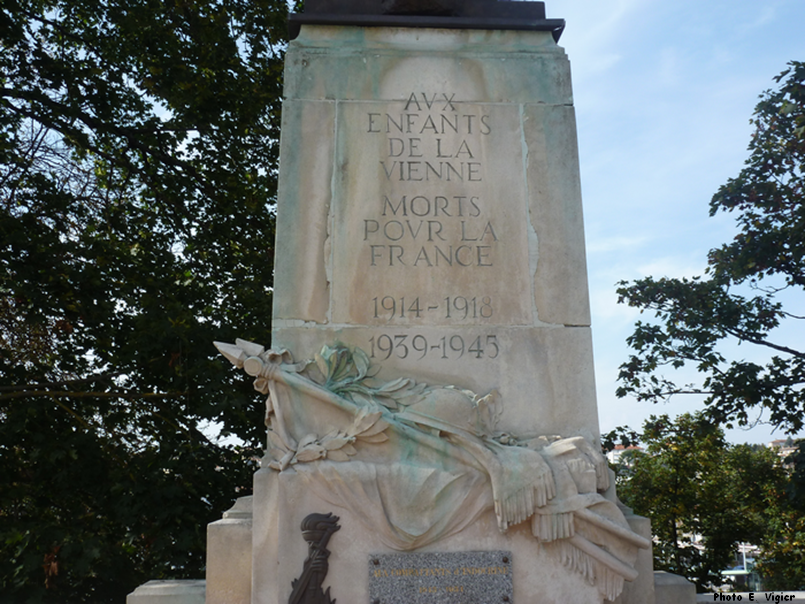 AVX
ENFANTS
DE LA
VIENNE
MORTS
POVR LA
FRANCE
1914-1918
1939-1945
Photo E Vigier